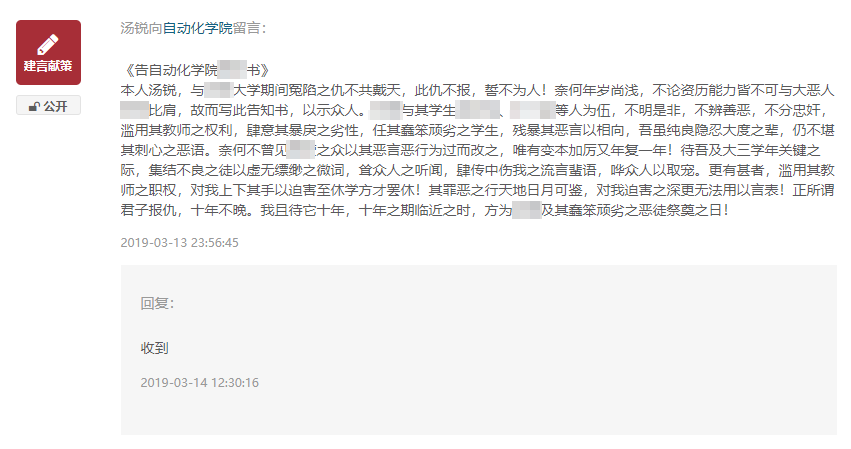 汤锐向自动化学院留言：
建言献策
公开
《告自动化学院书》
本人汤锐，与大学期间冤陷之仇不共戴天，此仇不报，誓不为人！奈何年岁尚浅，不论资历能力皆不可与大恶人
比肩，故而写此告知书，以示众人。与其学生、等人为伍，不明是非，不辨善恶，不分忠奸，
滥用其教师之权利，肆意其暴戾之劣性，任其蠢笨顽劣之学生，残暴其恶言以相向，吾虽纯良隐忍大度之辈，仍不堪
其刺心之恶语。奈何不曾见之众以其恶言恶行为过而改之，唯有变本加厉又年复一年！待吾及大三学年关键之
际，集结不良之徒以虚无缥缈之微词，耸众人之听闻，肆传中伤我之流言蜚语，哗众人以取宠。更有甚者，滥用其教
师之职权，对我上下其手以迫害至休学方才罢休！其罪恶之行天地日月可鉴，对我迫害之深更无法用以言表！正所谓
君子报仇，十年不晚。我且待它十年，十年之期临近之时，方为及其蠢笨顽劣之恶徒祭奠之日！
2019-03-13 23:56:45
回复：
收到
2019-03-14 12:30:16